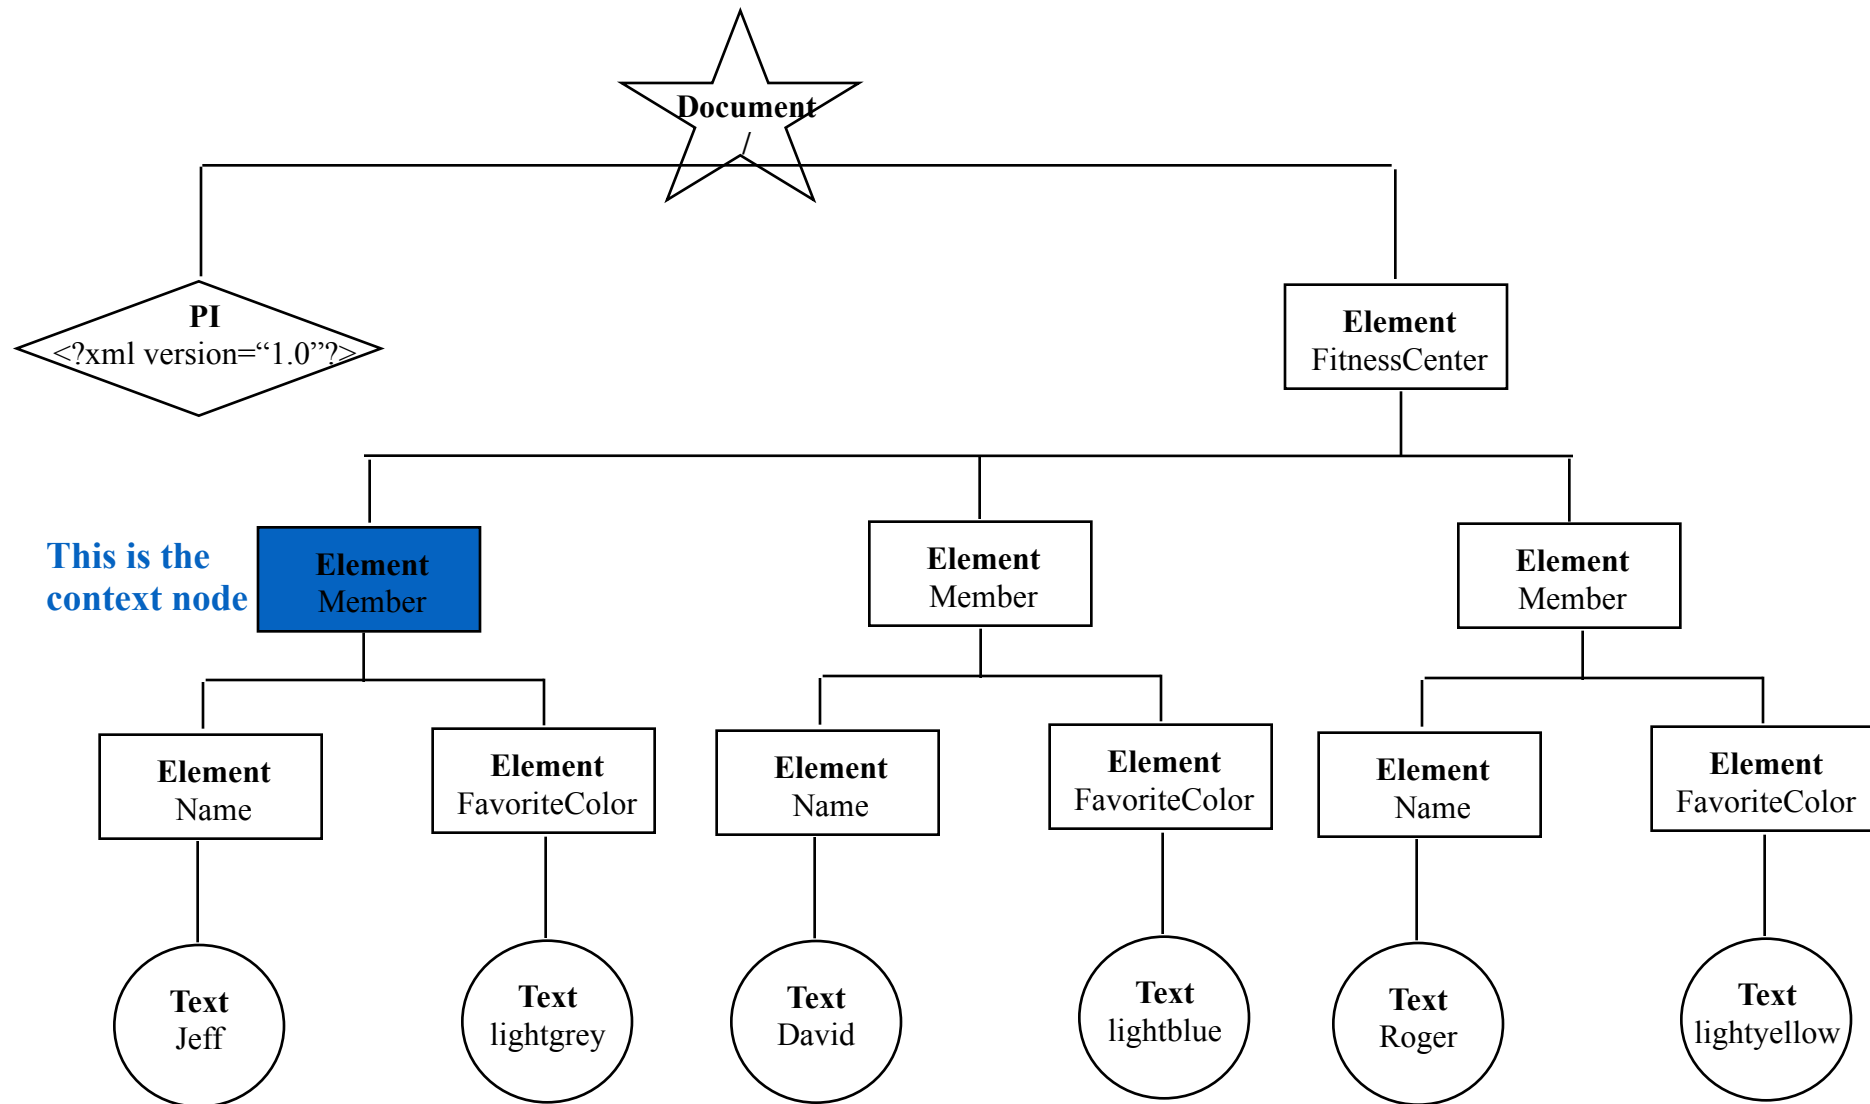 Document
/
PI
<?xml version=“1.0”?>
Element
FitnessCenter
This is the
context node
Element
Member
Element
Member
Element
Member
Element
Name
Element
FavoriteColor
Element
Name
Element
FavoriteColor
Element
Name
Element
FavoriteColor
Text
Jeff
Text
lightgrey
Text
David
Text
lightblue
Text
Roger
Text
lightyellow